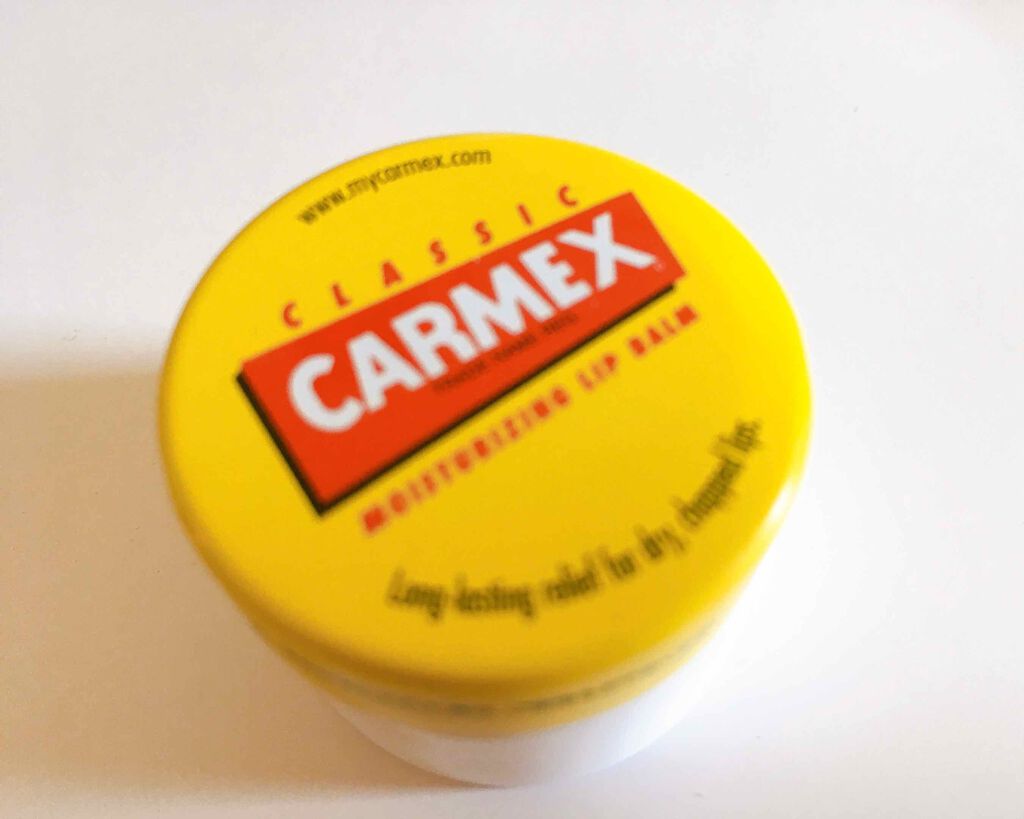 www.mycarmex.com
CLASSIC
CARMEX
MOISTURIZING LIP BALM
Long-lasting relief for dry, chapped lips.